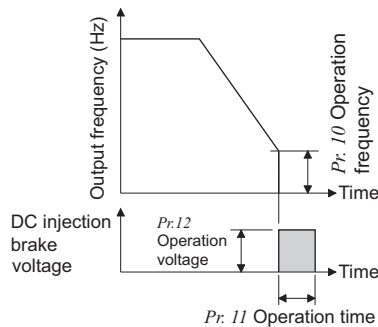 Output frequency (Hz)
Pr. 10 Operation
frequency
Time
DC injection
brake
voltage
Pr.12
Operation
voltage
Time
Pr. 11 Operation time